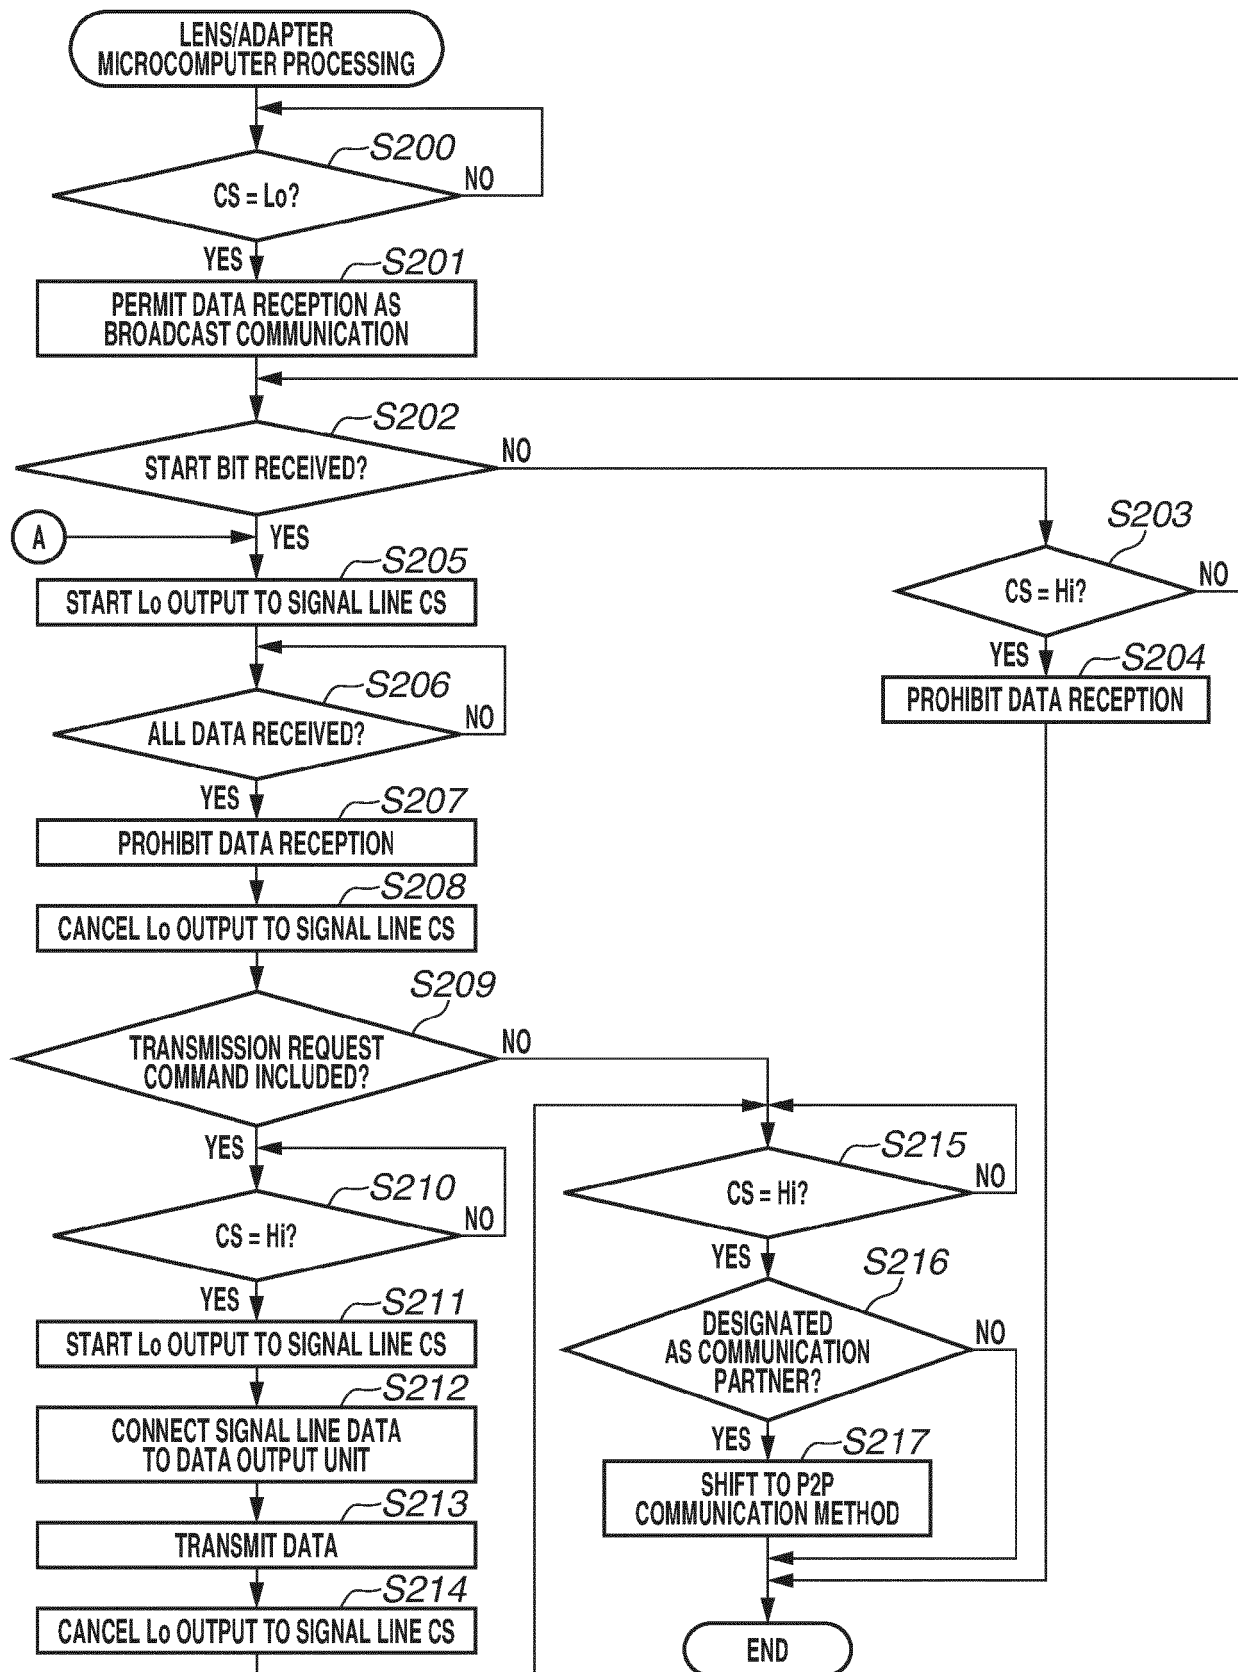 LENS/ADAPTER
MICROCOMPUTER PROCESSING
S200
CS = Lo?
NO
YES
S201
PERMIT DATA RECEPTION AS
BROADCAST COMMUNICATION
S202
START BIT RECEIVED?
NO
YES
A
S203
CS = Hi?
NO
YES
S204
PROHIBIT DATA RECEPTION
S205
START Lo OUTPUT TO SIGNAL LINE CS
S206
ALL DATA RECEIVED?
NO
YES
S207
PROHIBIT DATA RECEPTION
S208
CANCEL Lo OUTPUT TO SIGNAL LINE CS
S209
TRANSMISSION REQUEST
COMMAND INCLUDED?
NO
YES
S210
CS = Hi?
NO
YES
S211
START Lo OUTPUT TO SIGNAL LINE CS
S212
CONNECT SIGNAL LINE DATA
TO DATA OUTPUT UNIT
S213
TRANSMIT DATA
S214
CANCEL Lo OUTPUT TO SIGNAL LINE CS
S215
CS = Hi?
NO
YES
S216
DESIGNATED
AS COMMUNICATION
PARTNER?
NO
YES
S217
SHIFT TO P2P
COMMUNICATION METHOD
END